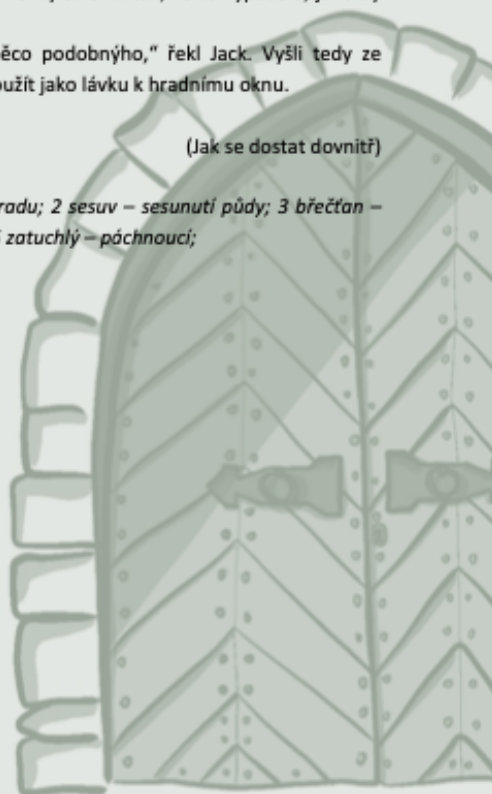 ěco podobnýho,“ řekl Jack. Vyšli tedy ze
oužít jako lávku k hradnímu oknu.
(Jak se dostat dovnitř)
radu; 2 sesuv – sesunutí půdy; 3 břečťan –
zatuchlý – páchnoucí;